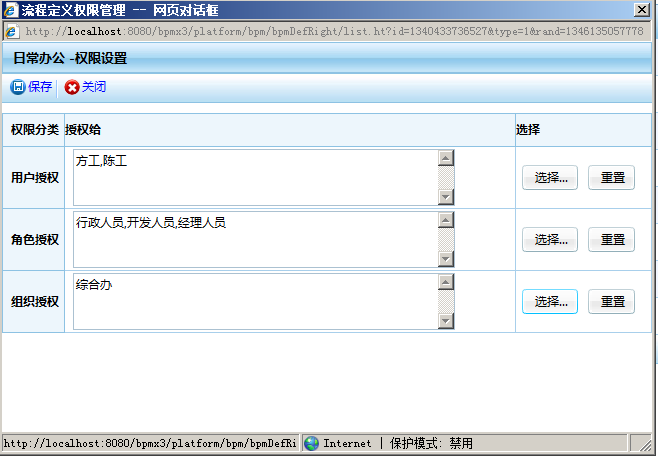 流程定义权限管理 -- 网页对话框
http://localhost:8080/bpmx3/platform/bpm/bpmDefRight/list.ht?id=1340433736527&type=1&rand=1346135057778
日常办公 -权限设置
保存 关闭
权限分类 授权给 选择
用户授权 方工,陈工 选择... 重置
角色授权 行政人员,开发人员,经理人员 选择... 重置
组织授权 综合办 选择... 重置
http://localhost:8080/bpmx3/platform/bpm/bpmDefRi Internet | 保护模式: 禁用